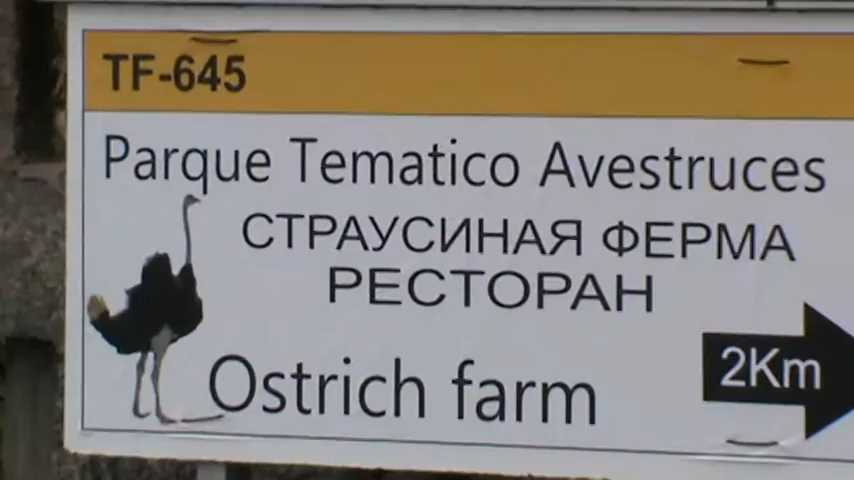 TF-645
Parque Tematico Avestruces
СТРАУСИНАЯ ФЕРМА
РЕСТОРАН
Ostrich farm
2Km